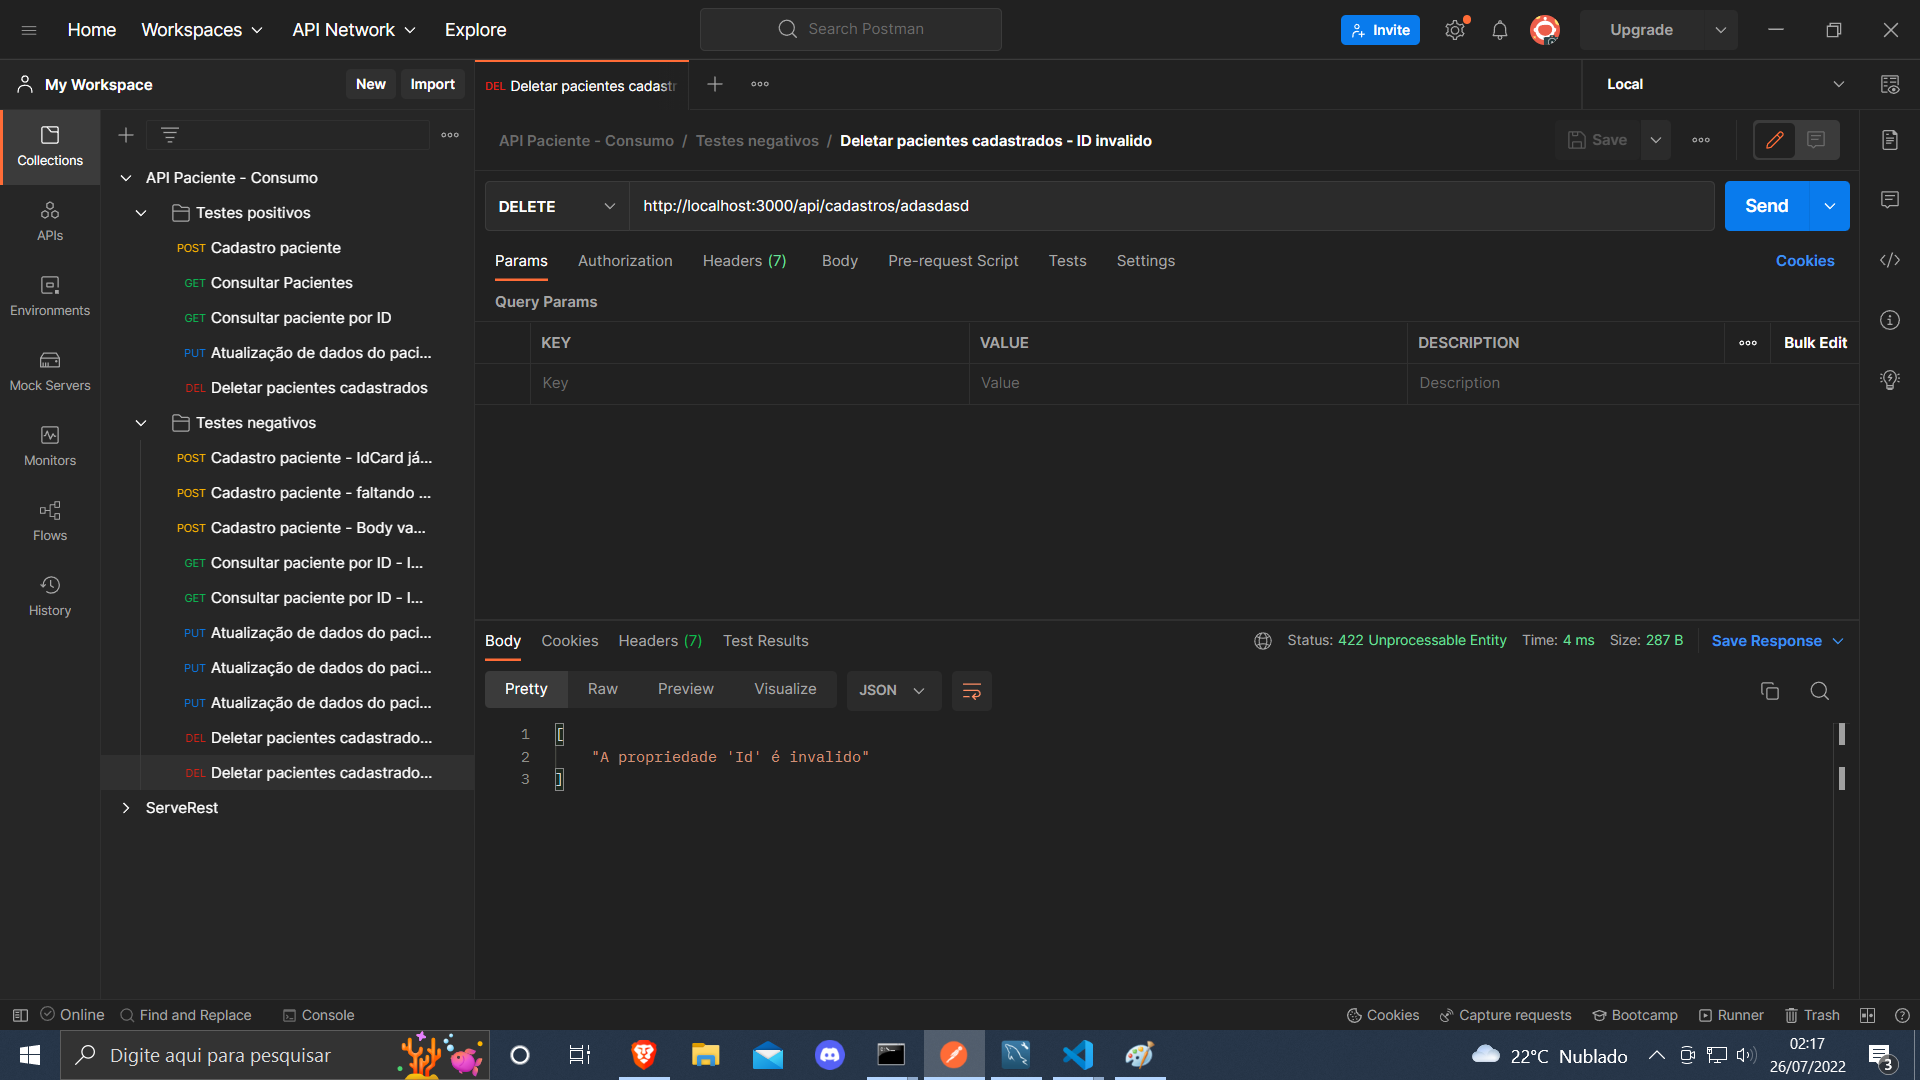 Home
Workspaces
API Network
Explore
Search Postman
Invite
Upgrade
My Workspace
New
Import
DEL Deletar pacientes cadastr
Local
Collections
APIs
Environments
Mock Servers
Monitors
Flows
History
API Paciente - Consumo
Testes positivos
POST Cadastro paciente
GET Consultar Pacientes
GET Consultar paciente por ID
PUT Atualização de dados do paci...
DEL Deletar pacientes cadastrados
Testes negativos
POST Cadastro paciente - IdCard já...
POST Cadastro paciente - faltando ...
POST Cadastro paciente - Body va...
GET Consultar paciente por ID - I...
GET Consultar paciente por ID - I...
PUT Atualização de dados do paci...
PUT Atualização de dados do paci...
PUT Atualização de dados do paci...
DEL Deletar pacientes cadastrado...
DEL Deletar pacientes cadastrado...
ServeRest
API Paciente - Consumo / Testes negativos / Deletar pacientes cadastrados - ID invalido
Save
DELETE
http://localhost:3000/api/cadastros/adasdasd
Send
Params
Authorization
Headers (7)
Body
Pre-request Script
Tests
Settings
Cookies
Query Params
KEY
VALUE
DESCRIPTION
Bulk Edit
Key
Value
Description
Body
Cookies
Headers (7)
Test Results
Status: 422 Unprocessable Entity
Time: 4 ms
Size: 287 B
Save Response
Pretty
Raw
Preview
Visualize
JSON
1 [
2 "A propriedade 'Id' é invalido"
3 ]
Online
Find and Replace
Console
Cookies
Capture requests
Bootcamp
Runner
Trash
Digite aqui para pesquisar
22°C Nublado
02:17
26/07/2022
3